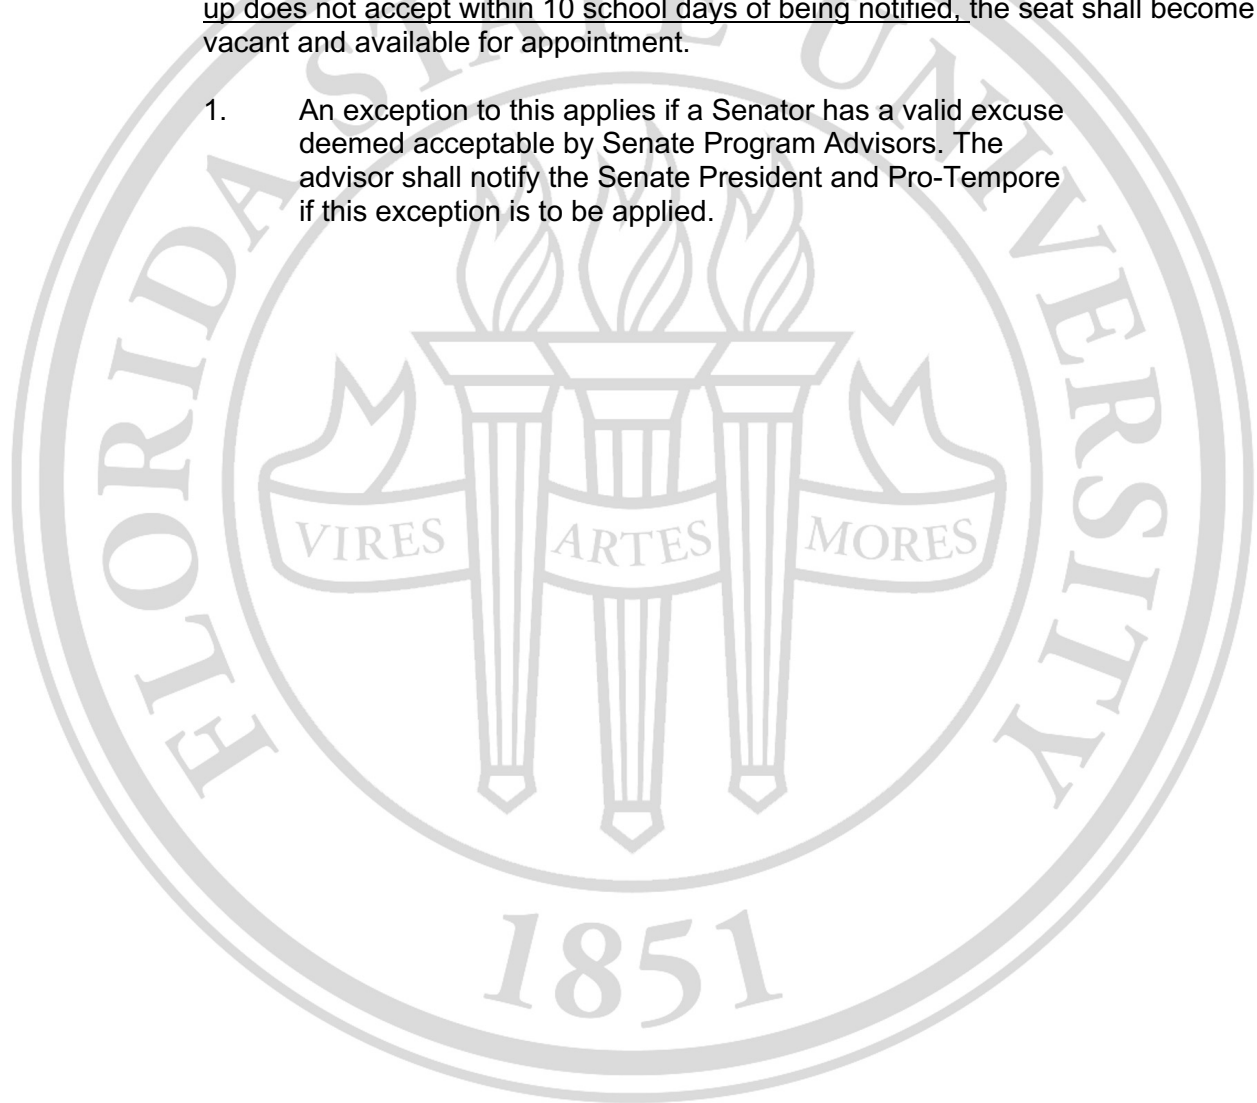 up does not accept within 10 school days of being notified, the seat shall become
vacant and available for appointment.
1. An exception to this applies if a Senator has a valid excuse
deemed acceptable by Senate Program Advisors. The
advisor shall notify the Senate President and Pro-Tempore
if this exception is to be applied.
FLORIDA STATE UNIVERSITY
VIRES ARTES MORES
1851